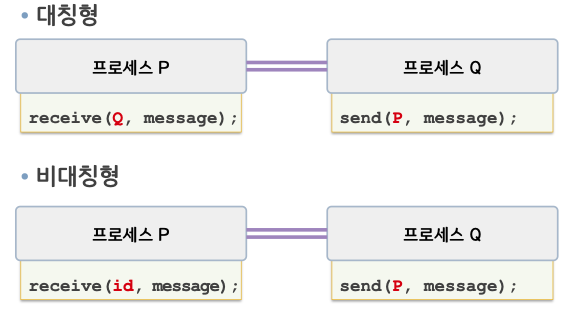 • 대칭형
프로세스 P 프로세스 Q
receive(Q, message); send(P, message);
• 비대칭형
프로세스 P 프로세스 Q
receive(id, message); send(P, message);